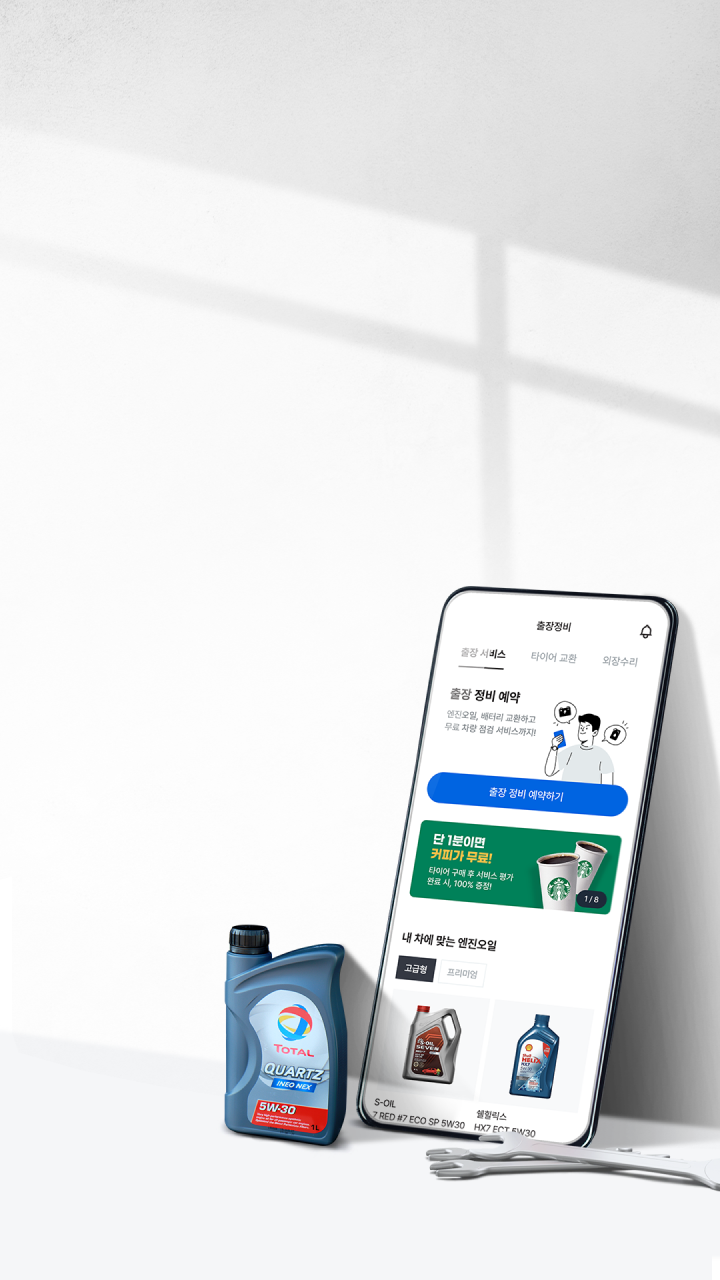 출장정비
출장 서비스
타이어 교환
외장수리
출장 정비 예약
엔진오일, 배터리 교환하고
무료 차량 점검 서비스까지!
출장 정비 예약하기
단 1분이면
커피가 무료!
타이어 구매 후 서비스 평가
완료 시, 100% 증정!
1 / 8
내 차에 맞는 엔진오일
고급형
프리미엄
S-OIL
SEVEN
Shell
HELIX
HX7
S-OIL
7 RED #7 ECO SP 5W30
쉘힐릭스
HX7 ECT 5W30
TOTAL
QUARTZ
INEO NEX
5W-30
1L